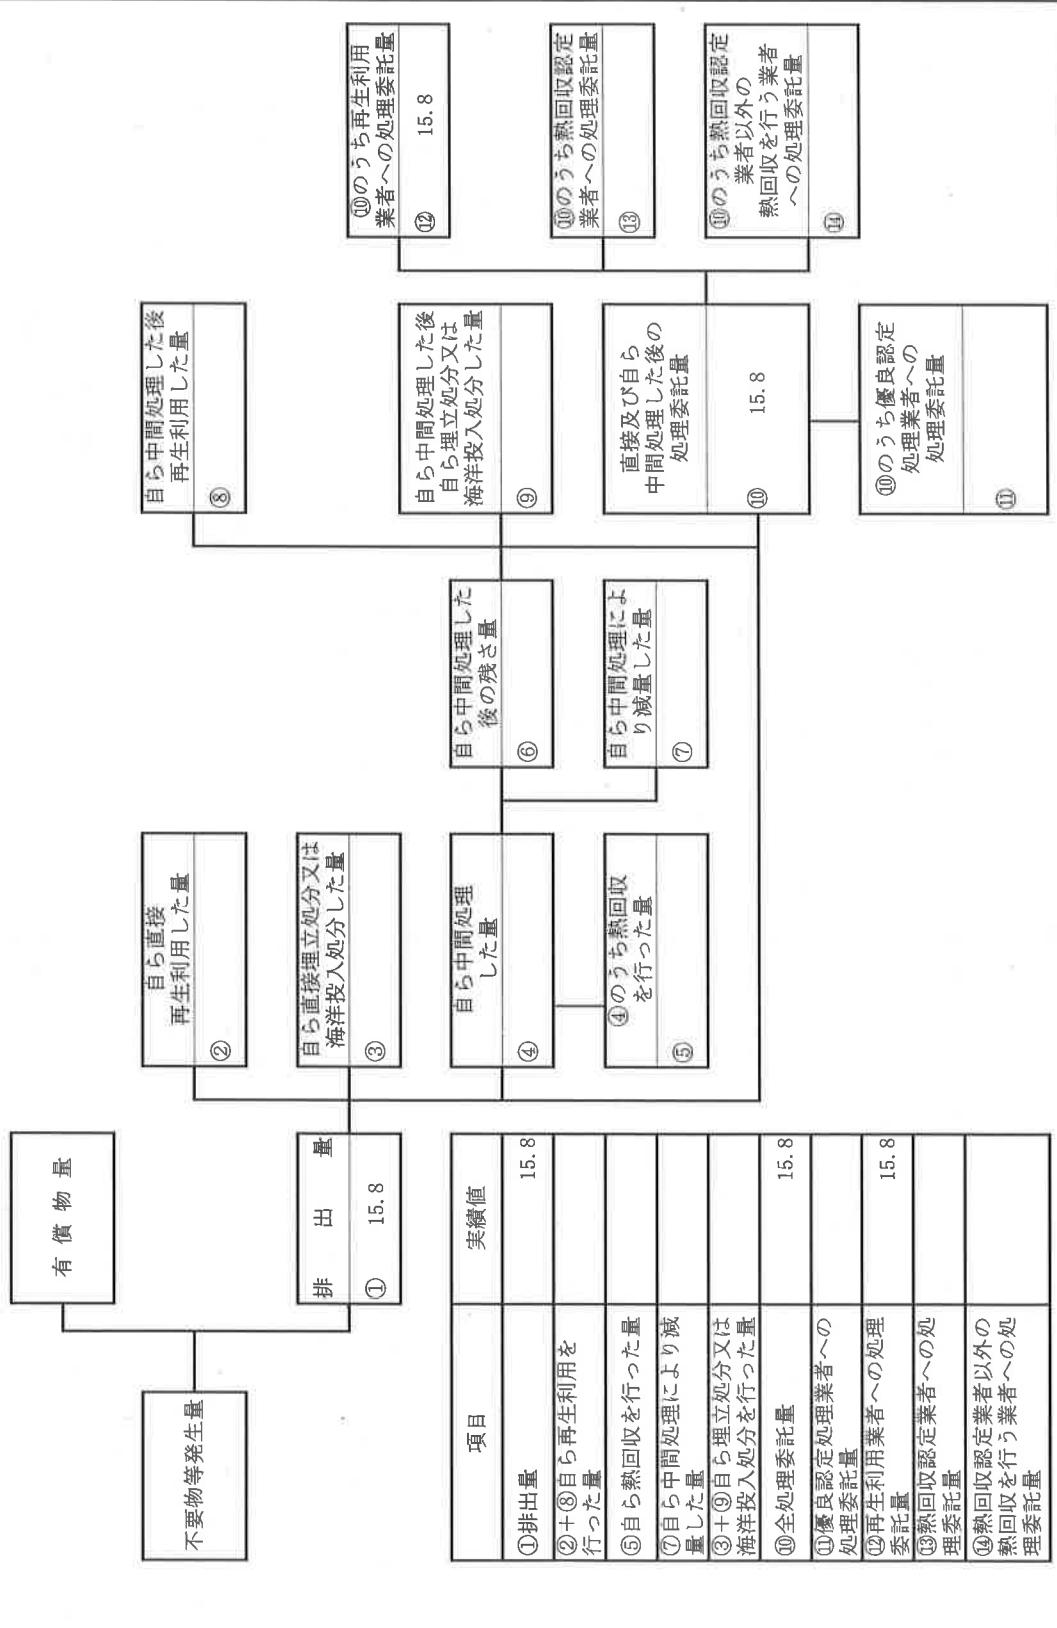 不要物等発生量
有償物量
排出量
① 15.8
自ら直接
再生利用した量
②
自ら直接埋立処分又は
海洋投入処分した量
③
自ら中間処理
した量
④
④のうち熱回収
を行った量
⑤
自ら中間処理した
後の残さ量
⑥
自ら中間処理によ
り減量した量
⑦
自ら中間処理した後
再生利用した量
⑧
自ら中間処理した後
自ら埋立処分又は
海洋投入処分した量
⑨
直接及び自ら
中間処理した後の
処理委託量
⑩ 15.8
⑩のうち優良認定
処理業者への
処理委託量
⑪
⑩のうち再生利用
業者への処理委託量
⑫ 15.8
⑩のうち熱回収認定
業者への処理委託量
⑬
⑩のうち熱回収認定
業者以外の
熱回収を行う業者
への処理委託量
⑭
項目 実績値
①排出量 15.8
②+⑧自ら再生利用を
行った量
⑤自ら熱回収を行った量
⑦自ら中間処理により減
量した量
③+⑨自ら埋立処分又は
海洋投入処分を行った量
⑩全処理委託量 15.8
⑪優良認定処理業者への
処理委託量
⑫再生利用業者への処理
委託量 15.8
⑬熱回収認定業者への処
理委託量
⑭熱回収認定業者以外の
熱回収を行う業者への処
理委託量